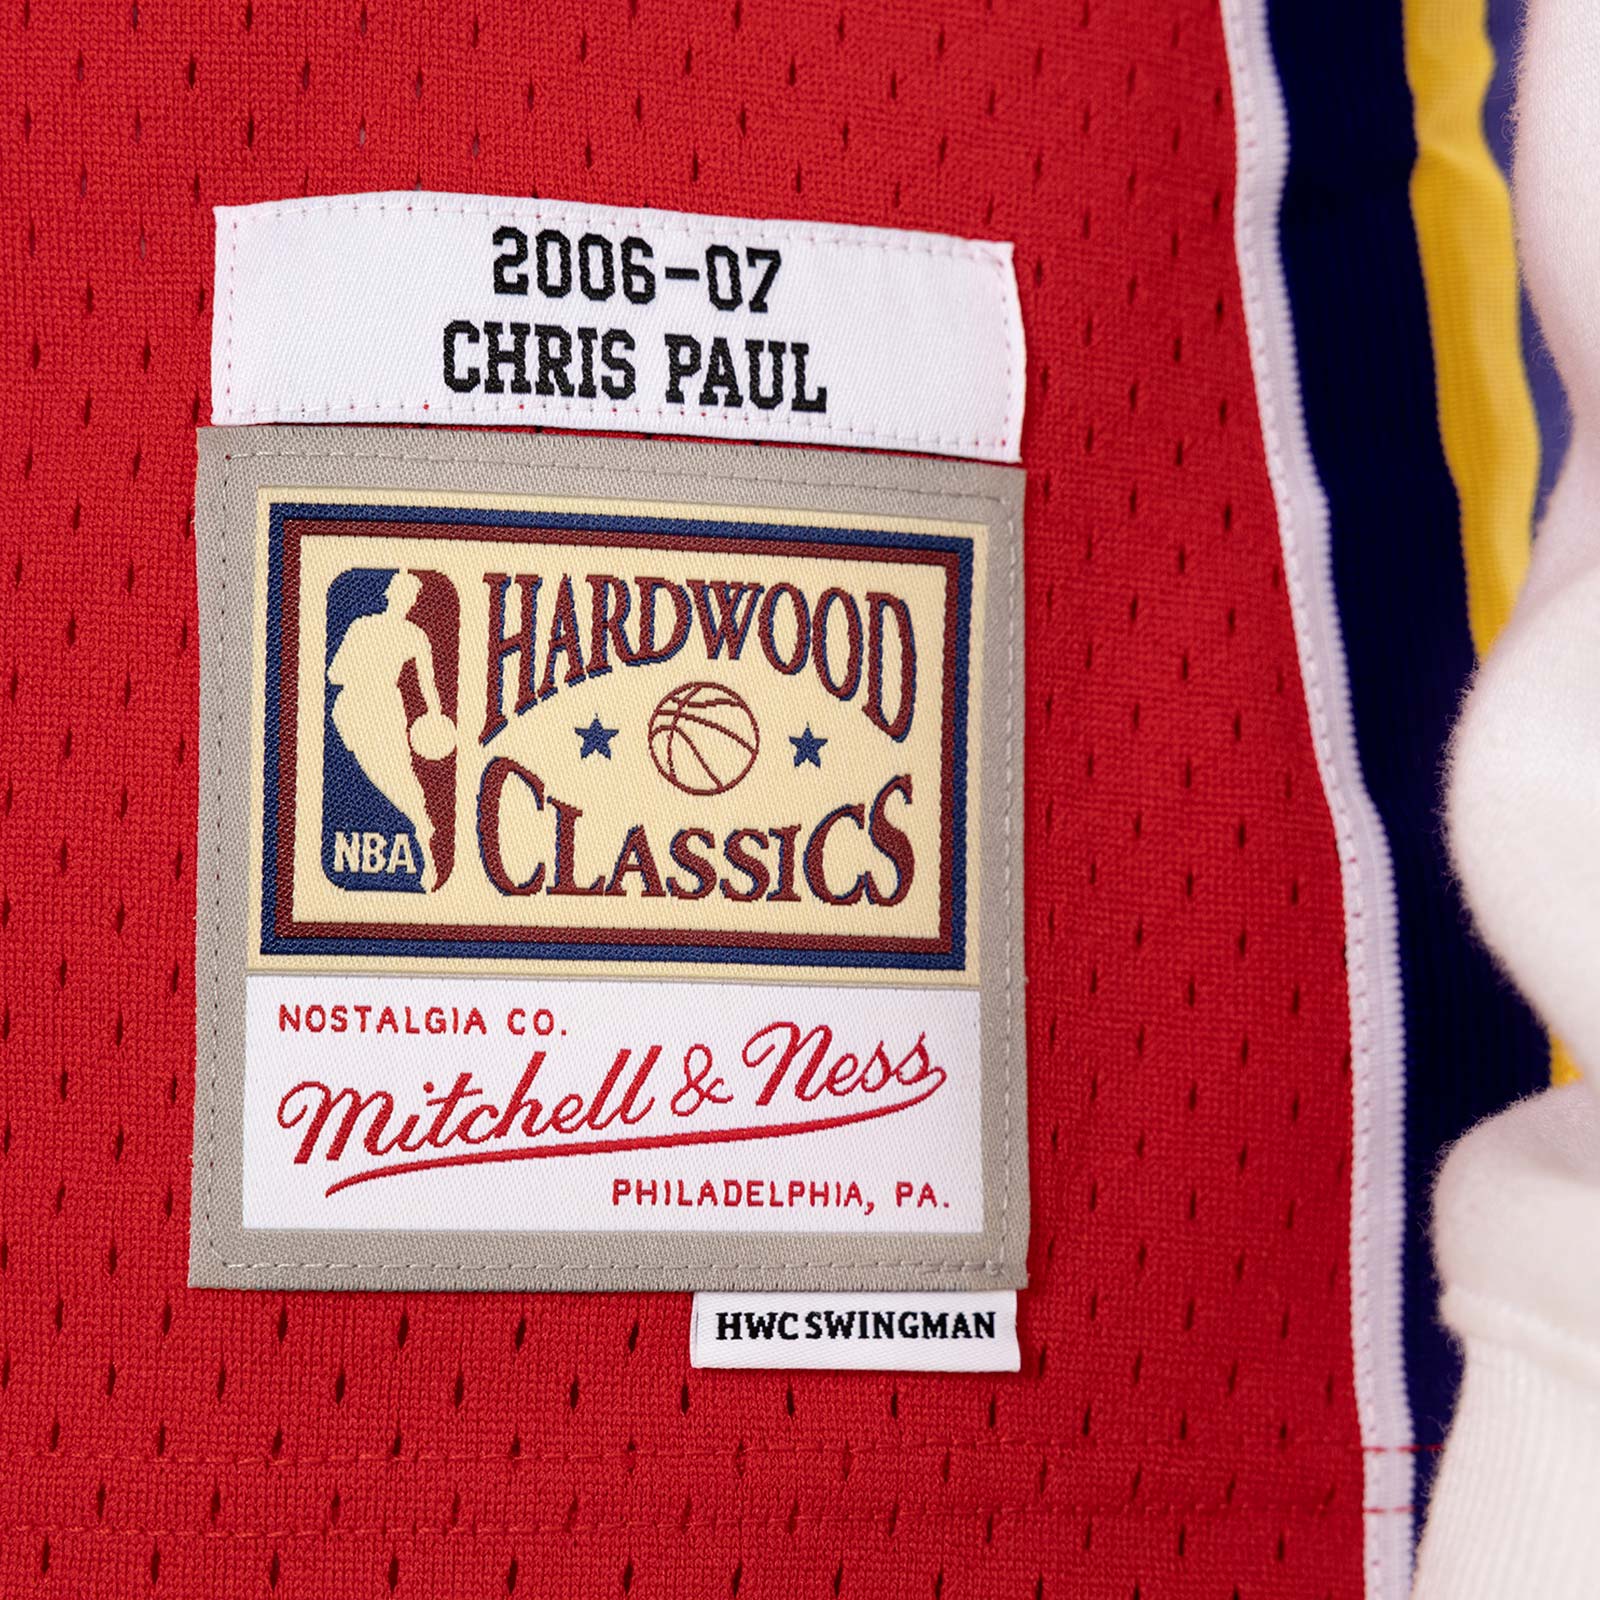 2006-07
CHRIS PAUL
HARDWOOD
CLASSICS
NBA
NOSTALGIA CO.
Mitchell & Ness
PHILADELPHIA, PA.
HWC SWINGMAN